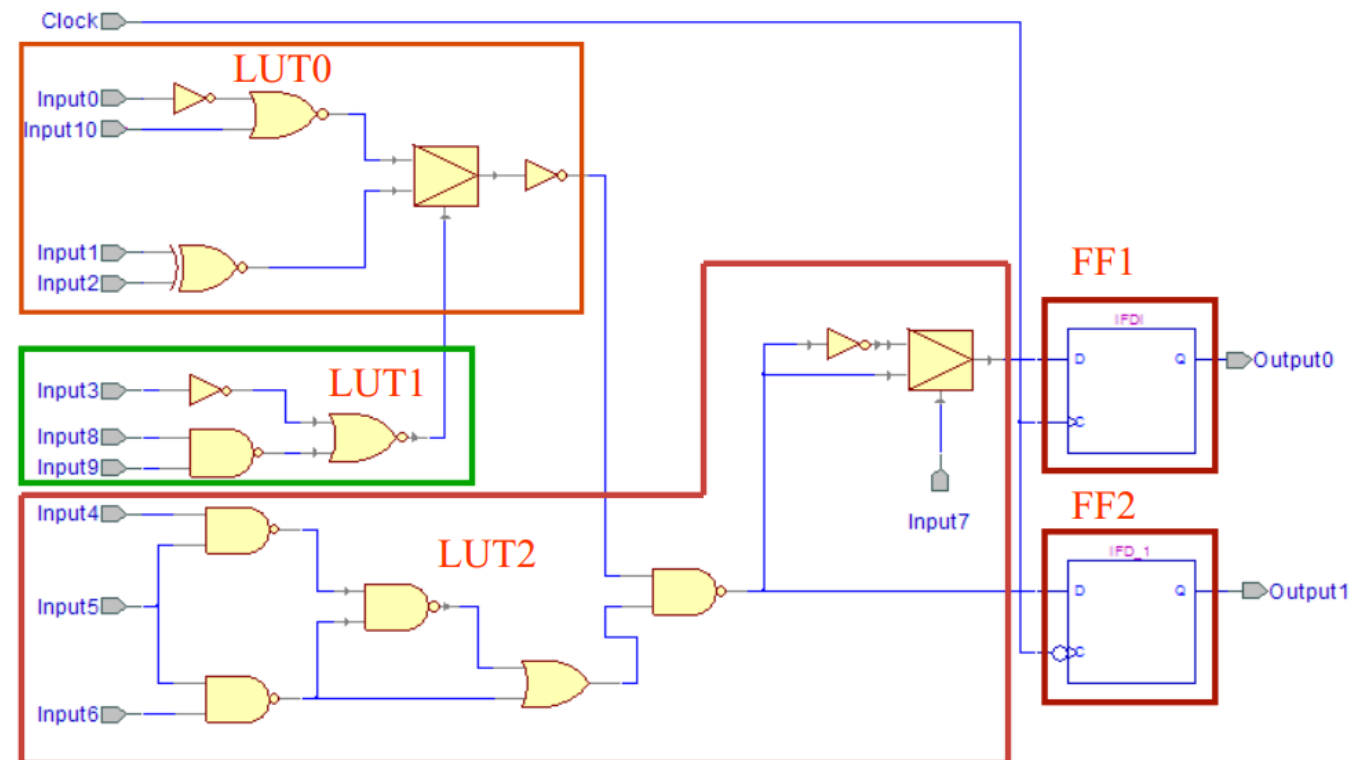 Clock
LUT0
Input0
Input10
Input1
Input2
FF1
IFDI
D
Q
C
Output0
LUT1
Input3
Input8
Input9
Input7
FF2
IFD_1
D
Q
C
Output1
Input4
LUT2
Input5
Input6